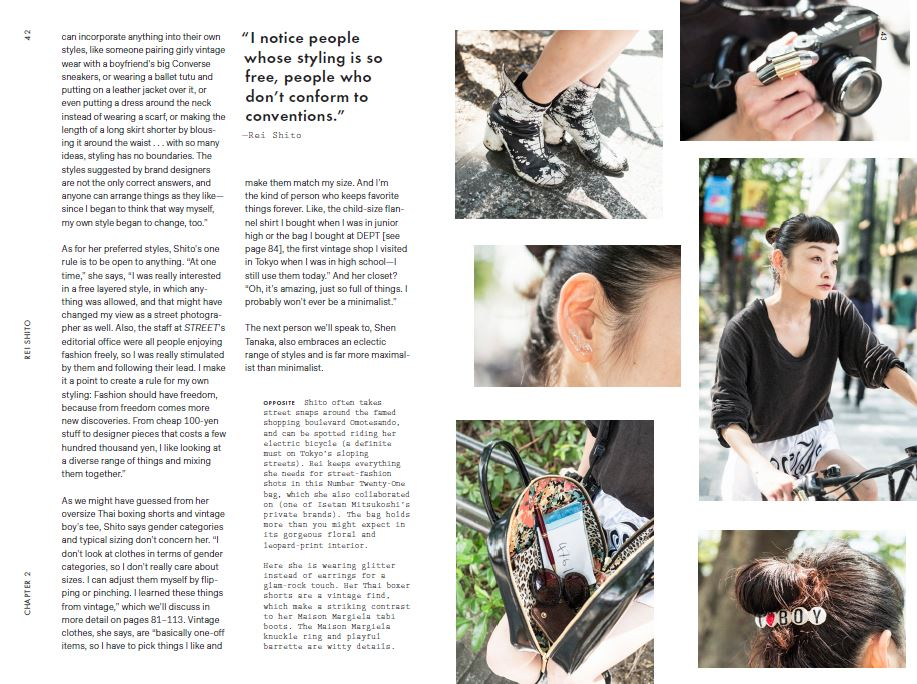 42
can incorporate anything into their own
styles, like someone pairing girly vintage
wear with a boyfriend's big Converse
sneakers, or wearing a ballet tutu and
putting on a leather jacket over it, or
even putting a dress around the neck
instead of wearing a scarf, or making the
length of a long skirt shorter by blous-
ing it around the waist . . . with so many
ideas, styling has no boundaries. The
styles suggested by brand designers
are not the only correct answers, and
anyone can arrange things as they like—
since I began to think that way myself,
my own style began to change, too."
As for her preferred styles, Shito's one
rule is to be open to anything. "At one
time," she says, "I was really interested
in a free layered style, in which any-
thing was allowed, and that might have
changed my view as a street photogra-
pher as well. Also, the staff at STREET's
editorial office were all people enjoying
fashion freely, so I was really stimulated
by them and following their lead. I make
it a point to create a rule for my own
styling: Fashion should have freedom,
because from freedom comes more
new discoveries. From cheap 100-yen
stuff to designer pieces that costs a few
hundred thousand yen, I like looking at
a diverse range of things and mixing
them together."
As we might have guessed from her
oversize Thai boxing shorts and vintage
boy's tee, Shito says gender categories
and typical sizing don't concern her. "I
don't look at clothes in terms of gender
categories, so I don't really care about
sizes. I can adjust them myself by flip-
ping or pinching. I learned these things
from vintage," which we'll discuss in
more detail on pages 81–113. Vintage
clothes, she says, are "basically one-off
items, so I have to pick things I like and
REI SHITO
CHAPTER 2
"I notice people
whose styling is so
free, people who
don't conform to
conventions."
—Rei Shito
make them match my size. And I'm
the kind of person who keeps favorite
things forever. Like, the child-size flan-
nel shirt I bought when I was in junior
high or the bag I bought at DEPT [see
page 84], the first vintage shop I visited
in Tokyo when I was in high school—I
still use them today." And her closet?
"Oh, it's amazing, just so full of things. I
probably won't ever be a minimalist."
The next person we'll speak to, Shen
Tanaka, also embraces an eclectic
range of styles and is far more maximal-
ist than minimalist.
OPPOSITE Shito often takes
street snaps around the famed
shopping boulevard Omotesando,
and can be spotted riding her
electric bicycle (a definite
must on Tokyo's sloping
streets). Rei keeps everything
she needs for street-fashion
shots in this Number Twenty-One
bag, which she also collaborated
on (one of Isetan Mitsukoshi's
private brands). The bag holds
more than you might expect in
its gorgeous floral and
leopard-print interior.
Here she is wearing glitter
instead of earrings for a
glam-rock touch. Her Thai boxer
shorts are a vintage find,
which make a striking contrast
to her Maison Margiela tabi
boots. The Maison Margiela
knuckle ring and playful
barrette are witty details.
43
BOY